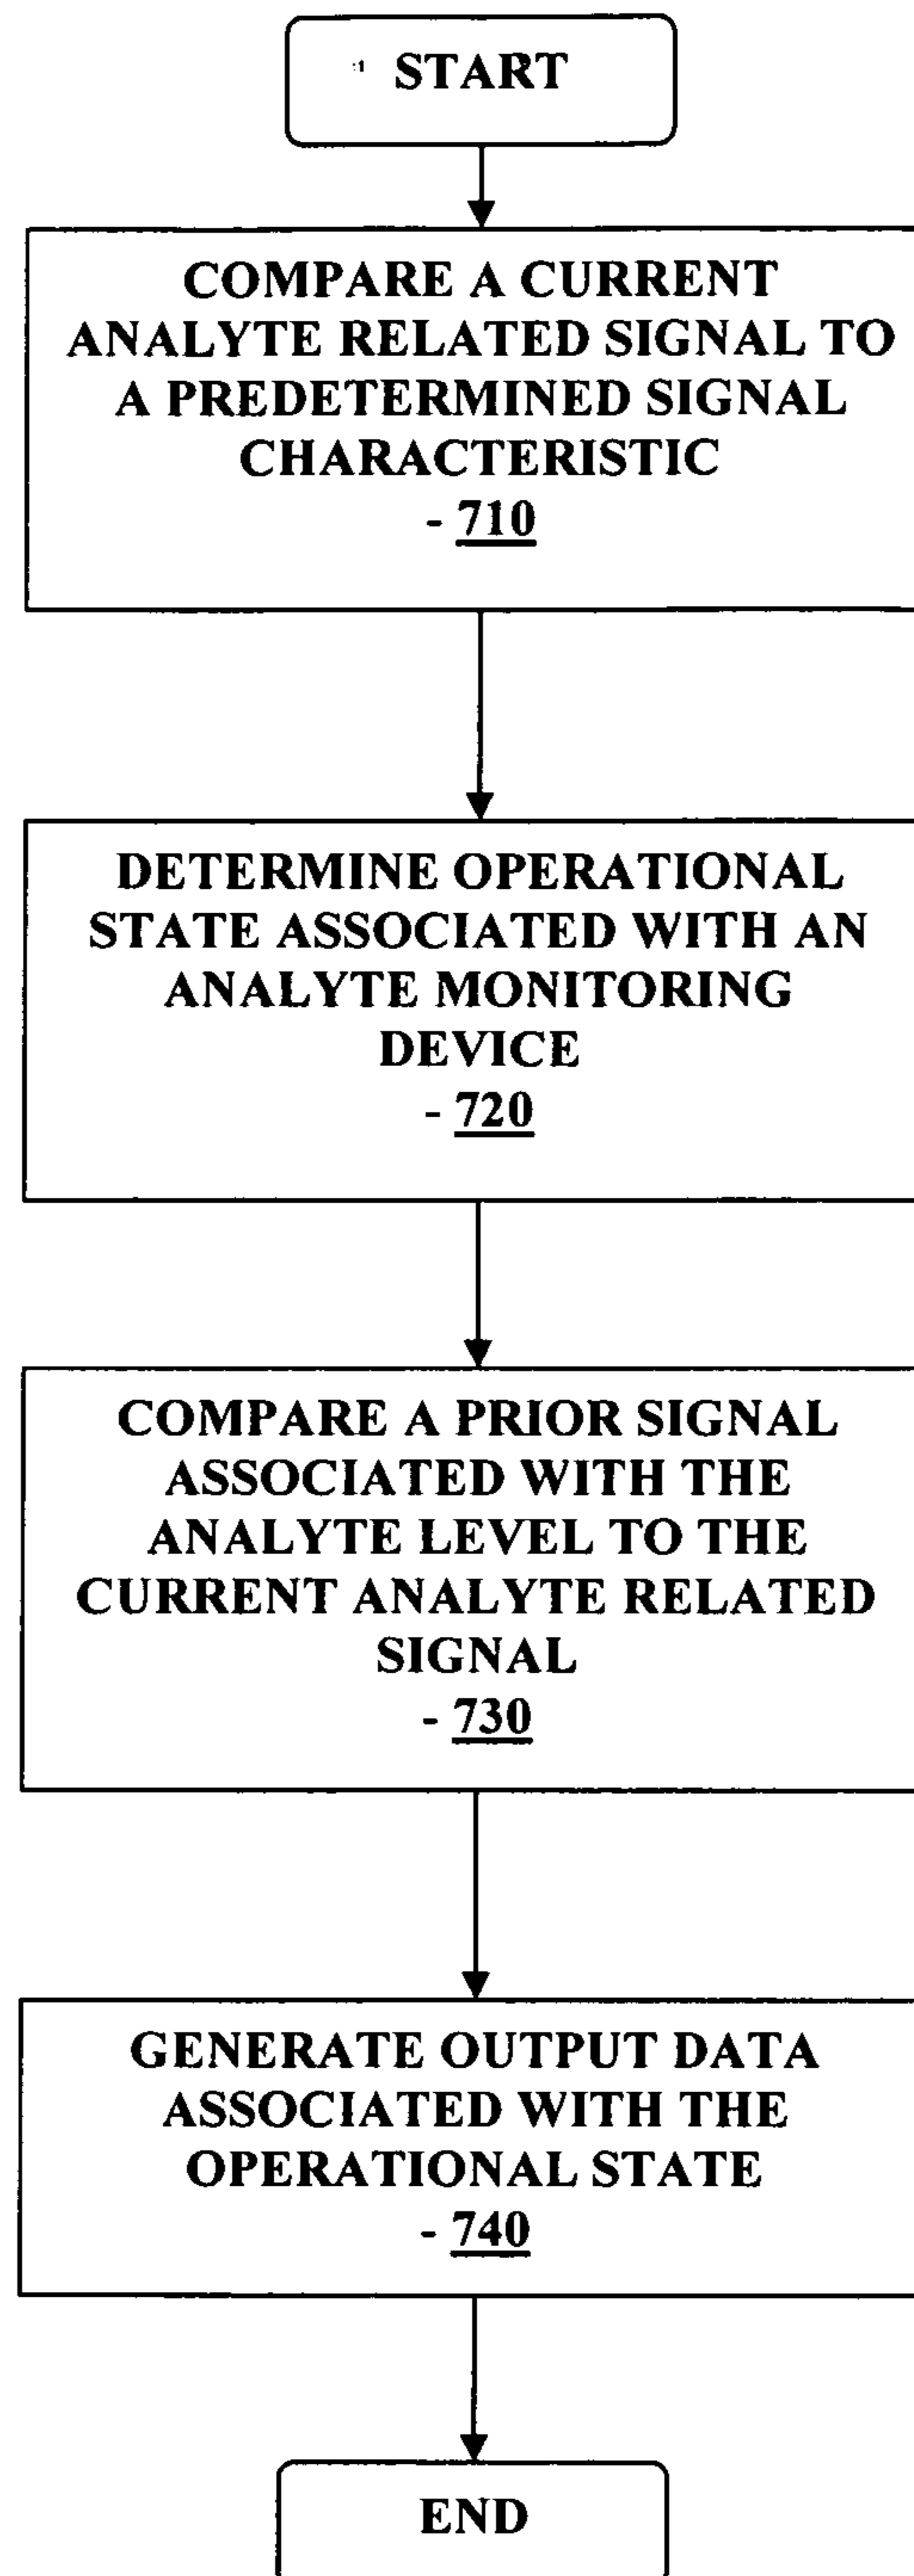 START
COMPARE A CURRENT
ANALYTE RELATED SIGNAL TO
A PREDETERMINED SIGNAL
CHARACTERISTIC
- 710
DETERMINE OPERATIONAL
STATE ASSOCIATED WITH AN
ANALYTE MONITORING
DEVICE
- 720
COMPARE A PRIOR SIGNAL
ASSOCIATED WITH THE
ANALYTE LEVEL TO THE
CURRENT ANALYTE RELATED
SIGNAL
- 730
GENERATE OUTPUT DATA
ASSOCIATED WITH THE
OPERATIONAL STATE
- 740
END